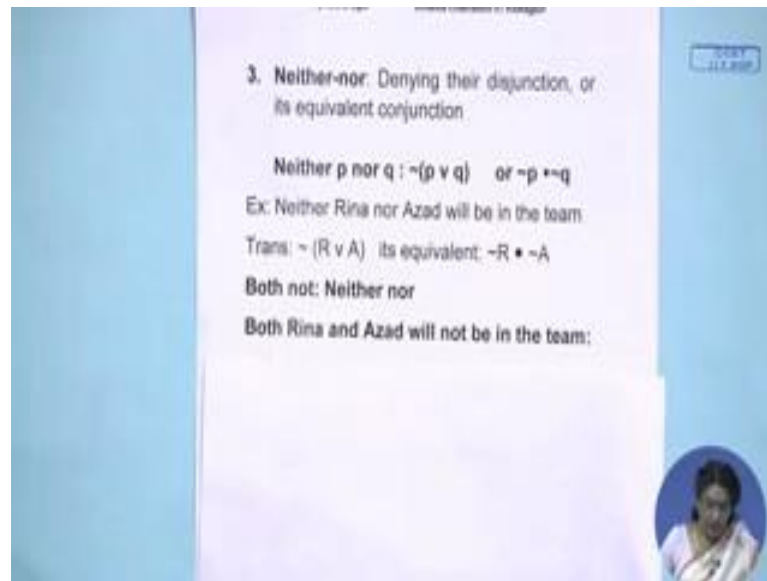 3. Neither-nor: Denying their disjunction, or
its equivalent conjunction
Neither p nor q : ~(p v q) or ~p •~q
Ex: Neither Rina nor Azad will be in the team
Trans: ~ (R v A) its equivalent: ~R • ~A
Both not: Neither nor
Both Rina and Azad will not be in the team: